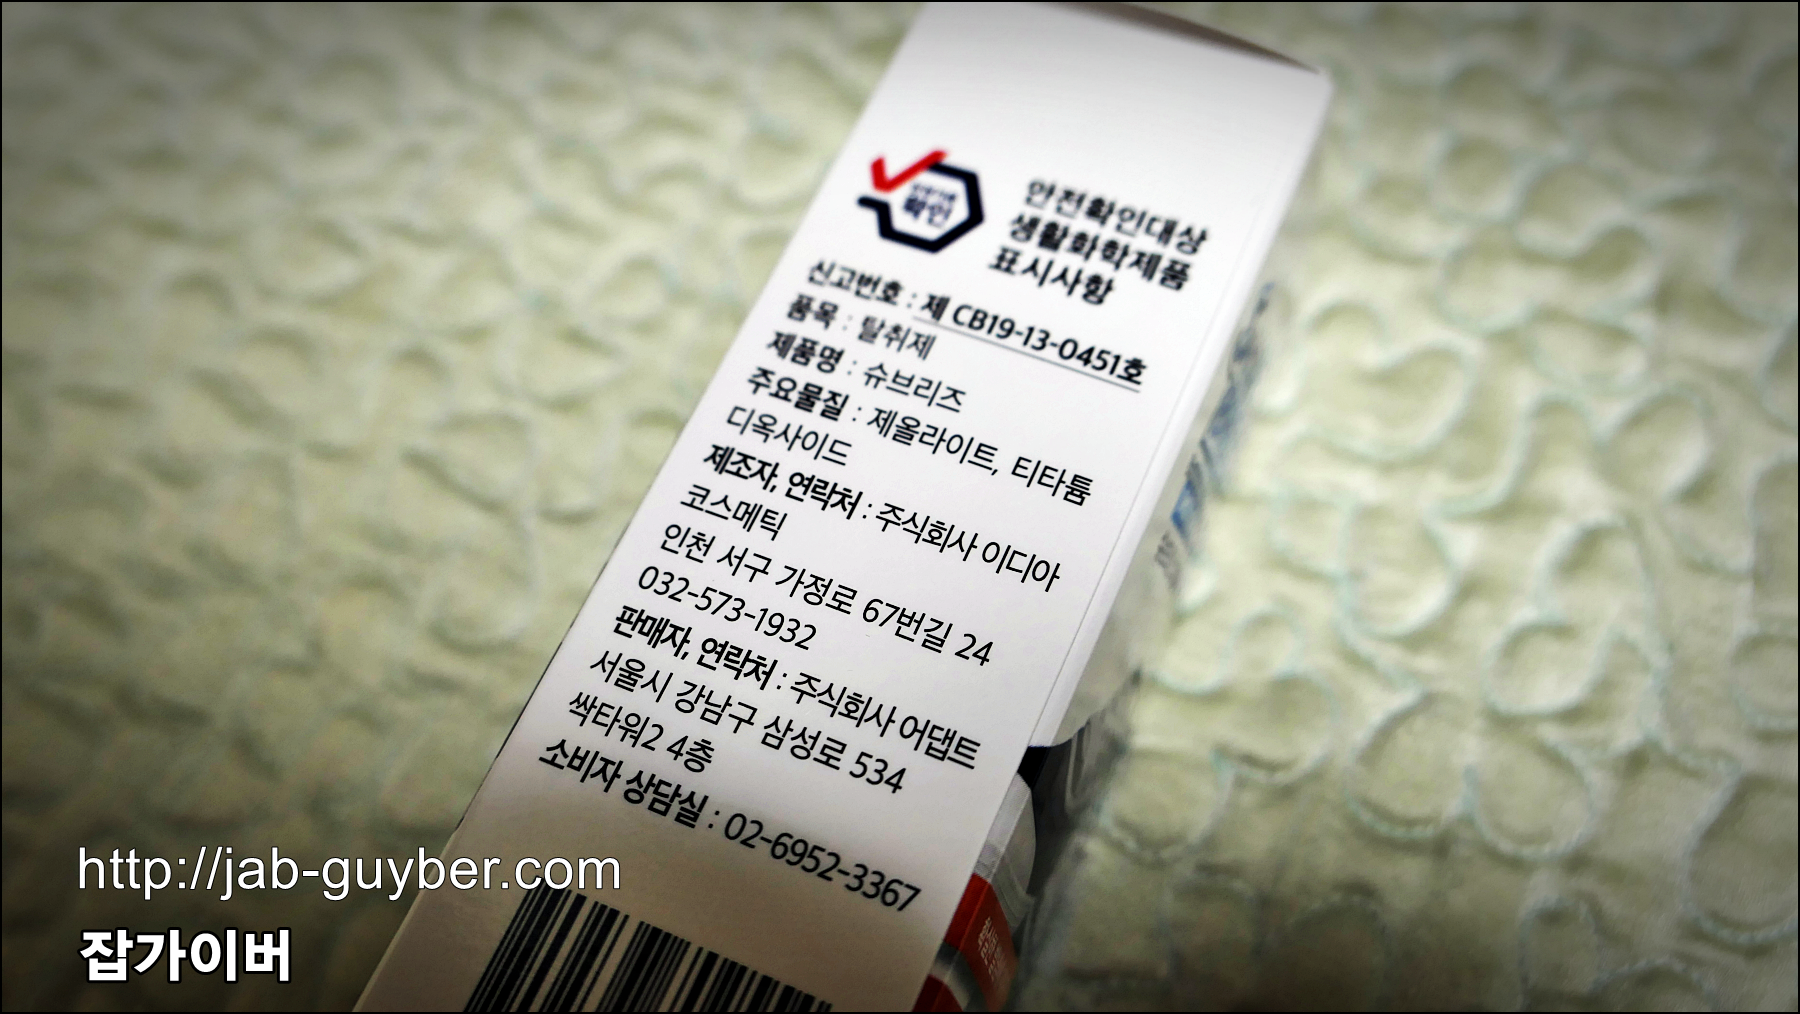 확인
안전확인대상
생활화학제품
표시사항
신고번호 : 제 CB19-13-0451호
품목 : 탈취제
제품명 : 슈브리즈
주요물질 : 제올라이트, 티타튬
디옥사이드
제조자, 연락처 : 주식회사 이디아
코스메틱
인천 서구 가정로 67번길 24
032-573-1932
판매자, 연락처 : 주식회사 어댑트
서울시 강남구 삼성로 534
싹타워2 4층
소비자 상담실 : 02-6952-3367
http://jab-guyber.com
잡가이버